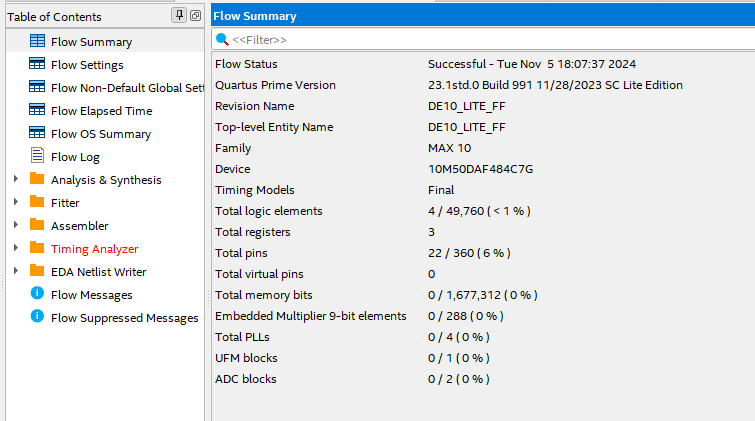 Table of Contents
Flow Summary
Flow Settings
Flow Non-Default Global Sett
Flow Elapsed Time
Flow OS Summary
Flow Log
Analysis & Synthesis
Fitter
Assembler
Timing Analyzer
EDA Netlist Writer
Flow Messages
Flow Suppressed Messages
Flow Summary
<<Filter>>
Flow Status Successful - Tue Nov 5 18:07:37 2024
Quartus Prime Version 23.1std.0 Build 991 11/28/2023 SC Lite Edition
Revision Name DE10_LITE_FF
Top-level Entity Name DE10_LITE_FF
Family MAX 10
Device 10M50DAF484C7G
Timing Models Final
Total logic elements 4 / 49,760 ( < 1 % )
Total registers 3
Total pins 22 / 360 ( 6 % )
Total virtual pins 0
Total memory bits 0 / 1,677,312 ( 0 % )
Embedded Multiplier 9-bit elements 0 / 288 ( 0 % )
Total PLLs 0 / 4 ( 0 % )
UFM blocks 0 / 1 ( 0 % )
ADC blocks 0 / 2 ( 0 % )